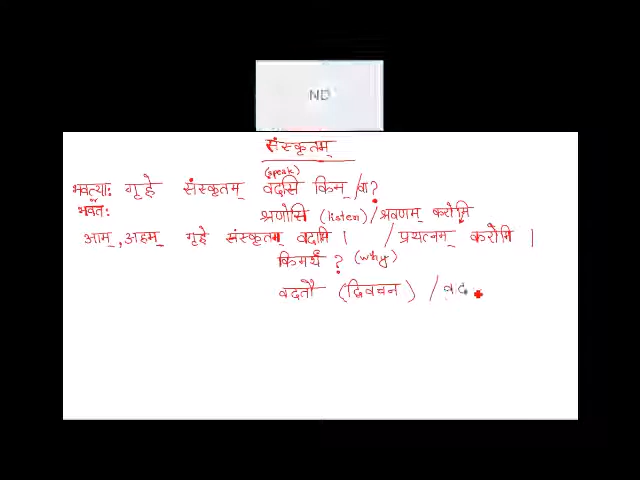 ND
संस्कृतम्
(speak)
भवत्याः गृहे संस्कृतम् वदसि किम् /वा?
भवतः
श्रणोसि (listen) /श्रवणम् करोमि
आम्, अहम् गृहे संस्कृतम् वदामि । / प्रयत्नम् करोमि ।
किमर्थं ? (why)
वदतौ (द्विवचन) / वद